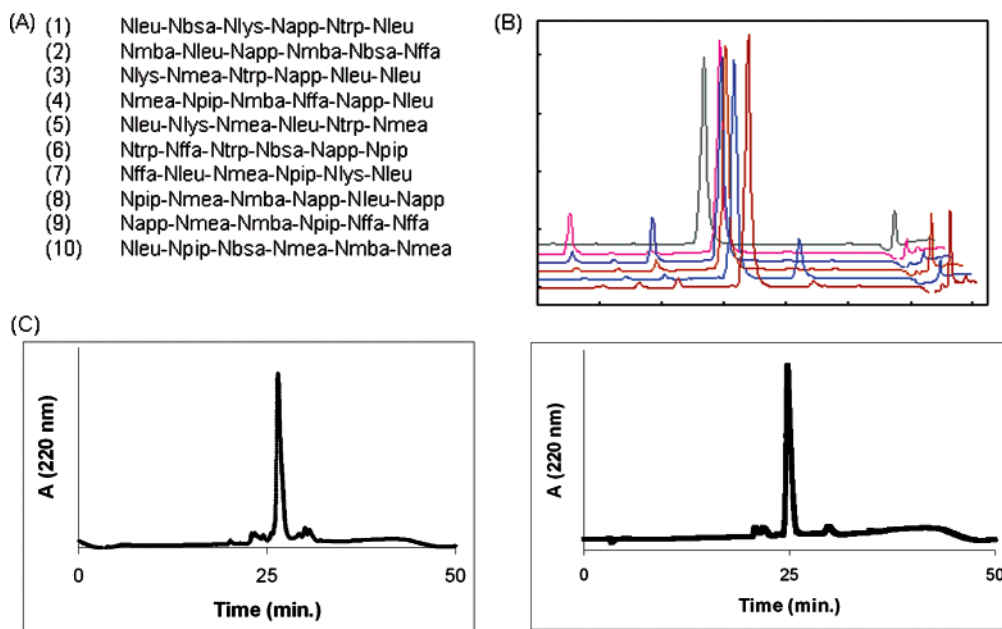 (A) (1) Nleu-Nbsa-Nlys-Napp-Ntrp-Nleu
(2) Nmba-Nleu-Napp-Nmba-Nbsa-Nffa
(3) Nlys-Nmea-Ntrp-Napp-Nleu-Nleu
(4) Nmea-Npip-Nmba-Nffa-Napp-Nleu
(5) Nleu-Nlys-Nmea-Nleu-Ntrp-Nmea
(6) Ntrp-Nffa-Ntrp-Nbsa-Napp-Npip
(7) Nffa-Nleu-Nmea-Npip-Nlys-Nleu
(8) Npip-Nmea-Nmba-Napp-Nleu-Napp
(9) Napp-Nmea-Nmba-Npip-Nffa-Nffa
(10) Nleu-Npip-Nbsa-Nmea-Nmba-Nmea
(B)
(C)
A (220 nm)
0 25 50
Time (min.)
A (220 nm)
0 25 50
Time (min.)